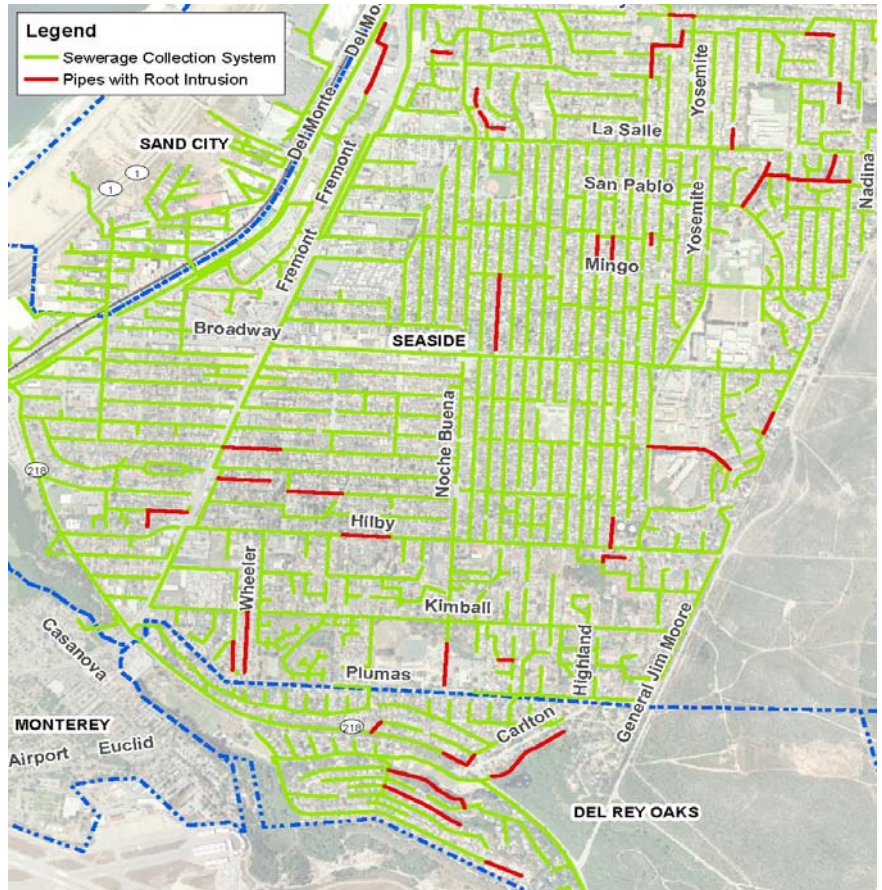 Legend
Sewerage Collection System
Pipes with Root Intrusion
Del Monte
Del Monte
SAND CITY
Fremont
Yosemite
La Salle
1
1
San Pablo
Nadina
Fremont
Yosemite
Mingo
Broadway
SEASIDE
Noche Buena
218
Hilby
Wheeler
Kimball
Highland
General Jim Moore
Casanova
Plumas
218
Carlton
MONTEREY
Airport
Euclid
DEL REY OAKS